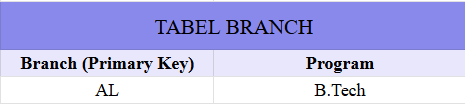 TABEL BRANCH
Branch (Primary Key) Program
AL B.Tech